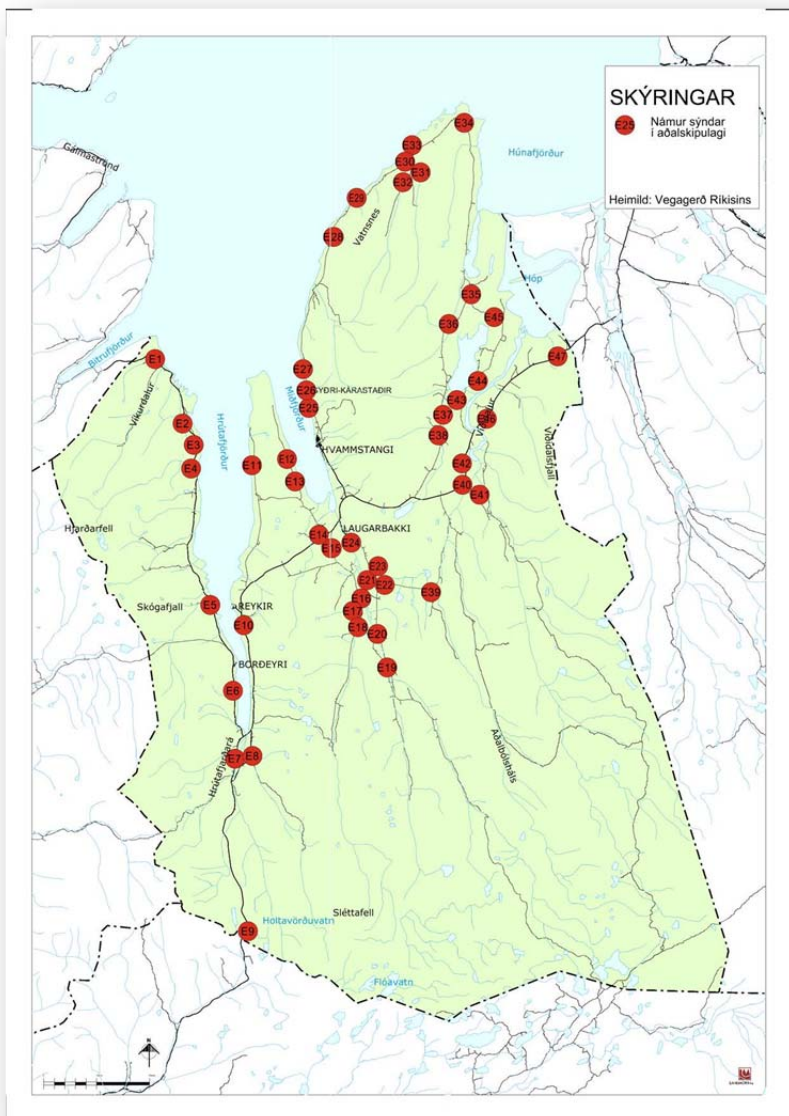 SKÝRINGAR
E25
Námur sýndar
í aðalskipulagi
Heimild: Vegagerð Ríkisins
E34
Húnafjörður
E33
E30
E31
E32
Gálmaströnd
E29
Vatnsnes
E28
Hóp
E35
E45
E36
Bitrufjörður
E1
E47
E27
E44
E26
SYÐRI-KÁRASTAÐIR
Víkurdalur
Miðfjörður
E43
E25
E37
E2
E46
Hrútafjörður
E38
E3
HVAMMSTANGI
Víðidalsfjall
E12
E42
E11
E4
E13
E40
E41
Hjarðarfell
LAUGARBAKKI
E14
E24
E15
E23
E21
E22
E39
E16
Skógafjall
E5
REYKIR
E17
E10
E18
E20
BORÐEYRI
E19
E6
Aðalbólsháls
Hrútafjarðará
E7
E8
Sléttafell
Holtavörðuvatn
E9
Flóavatn